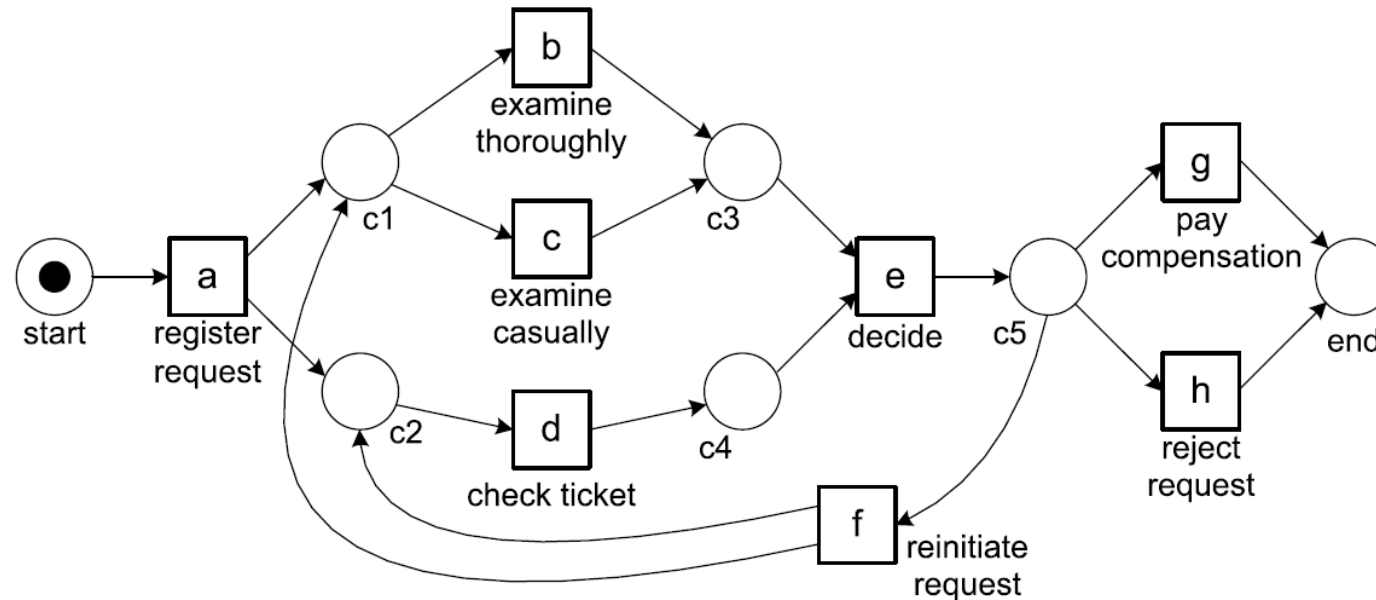 b
examine
thoroughly
c1
c3
g
pay
compensation
a
register
request
start
c
examine
casually
e
decide
c5
end
c2
d
check ticket
c4
h
reject
request
f
reinitiate
request